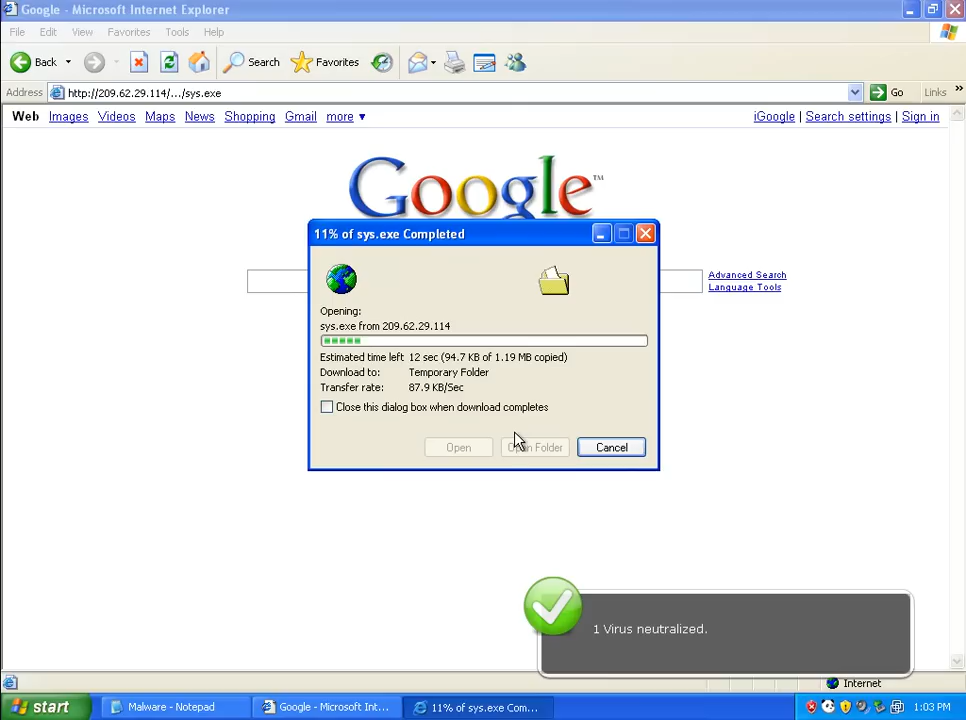 Google - Microsoft Internet Explorer
File Edit View Favorites Tools Help
Back Search Favorites
Address http://209.62.29.114/.../sys.exe Go Links »
Web Images Videos Maps News Shopping Gmail more ▼ iGoogle | Search settings | Sign in
Google™
11% of sys.exe Completed
Advanced Search
Language Tools
Opening:
sys.exe from 209.62.29.114
Estimated time left 12 sec (94.7 KB of 1.19 MB copied)
Download to: Temporary Folder
Transfer rate: 87.9 KB/Sec
Close this dialog box when download completes
Open Open Folder Cancel
1 Virus neutralized.
Internet
start Malware - Notepad Google - Microsoft Int... 11% of sys.exe Com... 1:03 PM